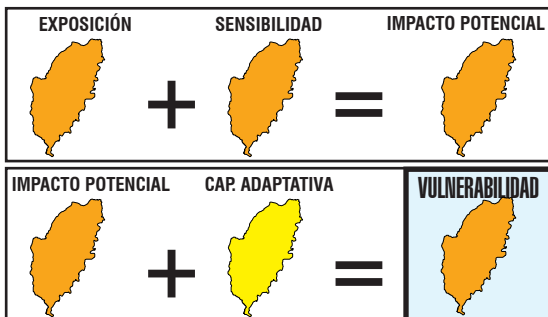 EXPOSICIÓN
SENSIBILIDAD
IMPACTO POTENCIAL
+
=
IMPACTO POTENCIAL
CAP. ADAPTATIVA
VULNERABILIDAD
+
=